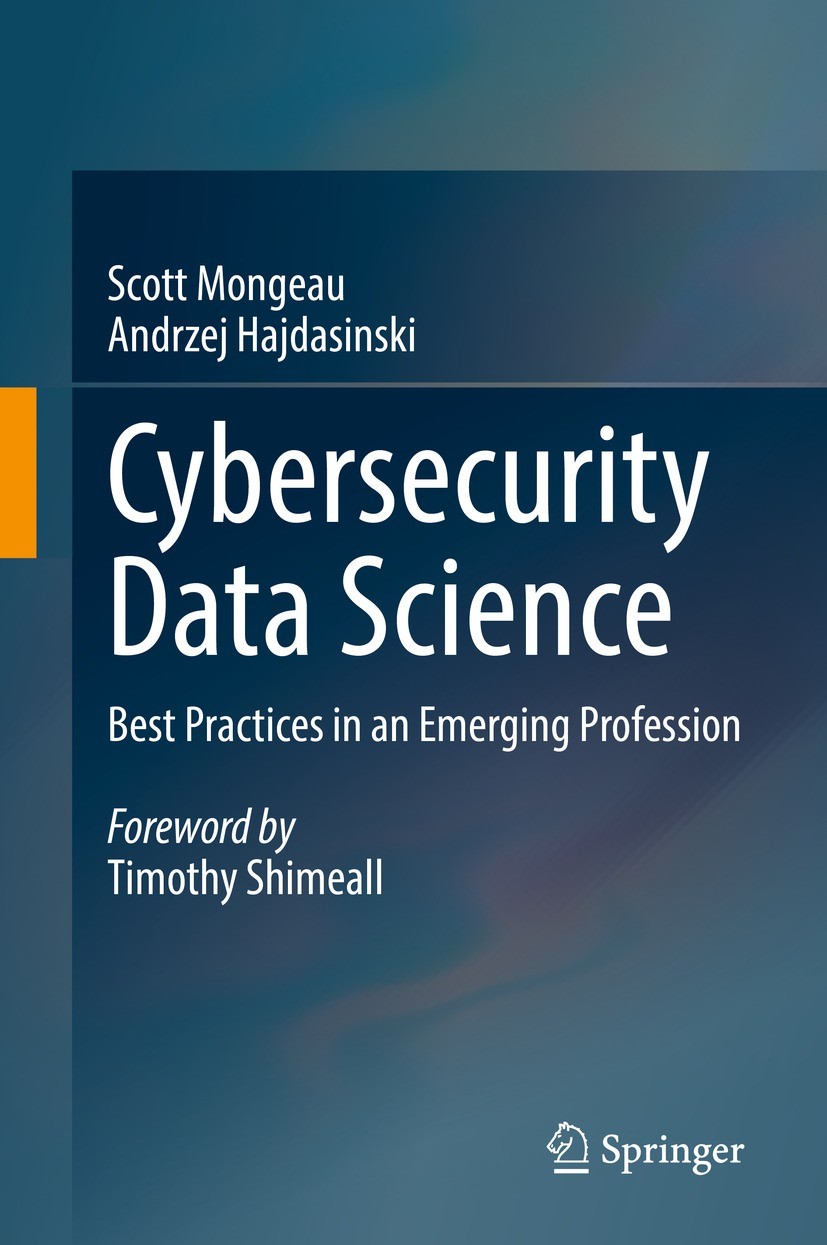 Scott Mongeau
Andrzej Hajdasinski
Cybersecurity
Data Science
Best Practices in an Emerging Profession
Foreword by
Timothy Shimeall
Springer